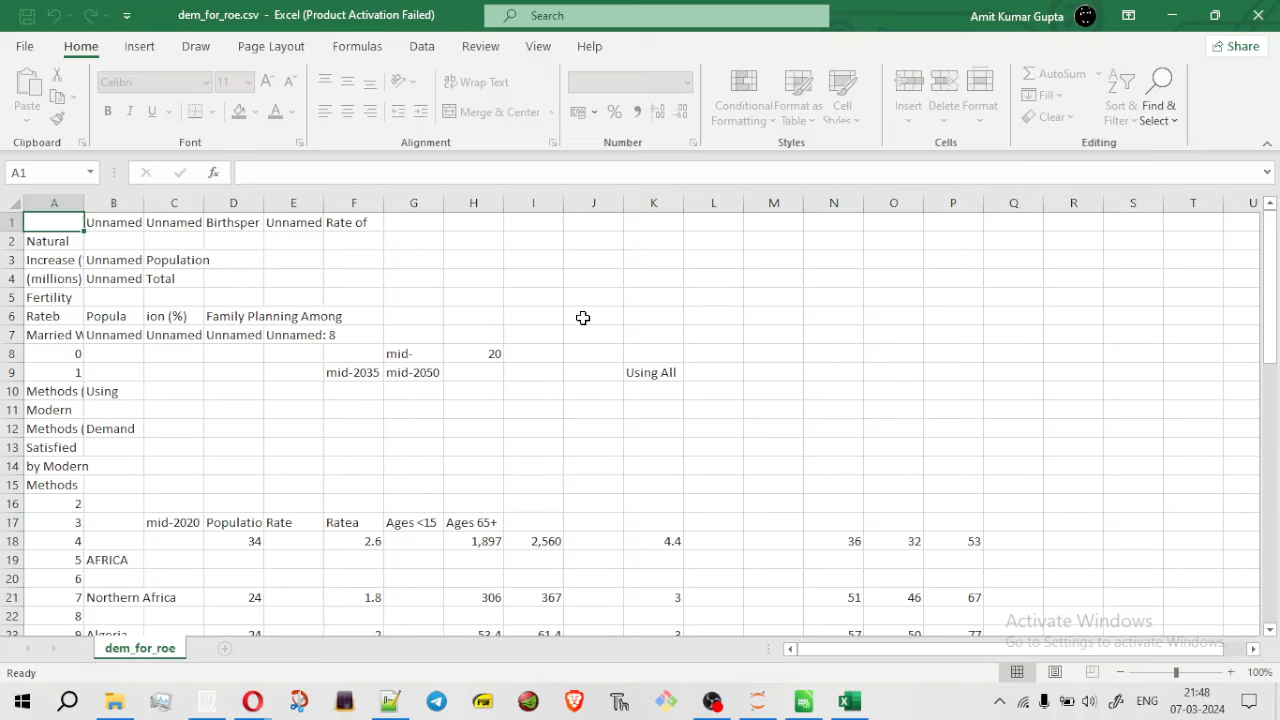 dem_for_roe.csv - Excel (Product Activation Failed)
Search
Amit Kumar Gupta
File Home Insert Draw Page Layout Formulas Data Review View Help
Share
Paste
Calibri 11
Wrap Text
Merge & Center
Conditional Formatting
Format as Table
Cell Styles
Insert Delete Format
AutoSum
Fill
Clear
Sort & Filter
Find & Select
Clipboard Font Alignment Number Styles Cells Editing
A1
A B C D E F G H I J K L M N O P Q R S T U
1 Unnamed Unnamed Birthsper Unnamed Rate of
2 Natural
3 Increase ( Unnamed Population
4 (millions) Unnamed Total
5 Fertility
6 Rateb Popula ion (%) Family Planning Among
7 Married W Unnamed Unnamed Unnamed Unnamed: 8
8 0 mid- 20
9 1 mid-2035 mid-2050 Using All
10 Methods ( Using
11 Modern
12 Methods ( Demand
13 Satisfied
14 by Modern
15 Methods
16 2
17 3 mid-2020 Populatio Rate Ratea Ages <15 Ages 65+
18 4 34 2.6 1,897 2,560 4.4 36 32 53
19 5 AFRICA
20 6
21 7 Northern Africa 24 1.8 306 367 3 51 46 67
22 8
23 9 Algeria 24 2 53.4 61.4 3 57 50 77
Activate Windows
Go to Settings to activate Windows.
dem_for_roe
Ready
100%
ENG
21:48
07-03-2024